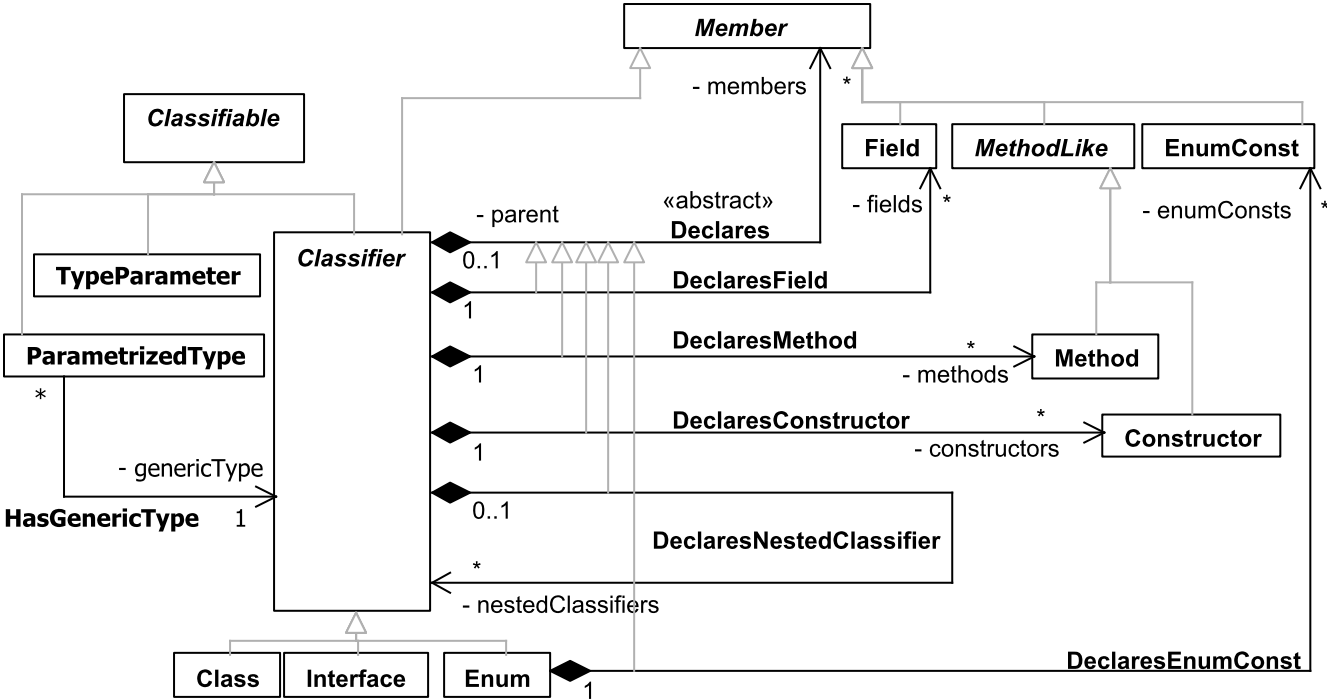 Member
- members
*
Classifiable
Field
MethodLike
EnumConst
- parent
«abstract»
Declares
- fields
*
- enumConsts
*
Classifier
0..1
TypeParameter
DeclaresField
1
ParametrizedType
DeclaresMethod
*
Method
1
- methods
*
DeclaresConstructor
*
Constructor
1
- constructors
- genericType
HasGenericType
1
0..1
DeclaresNestedClassifier
*
- nestedClassifiers
Class
Interface
Enum
1
DeclaresEnumConst